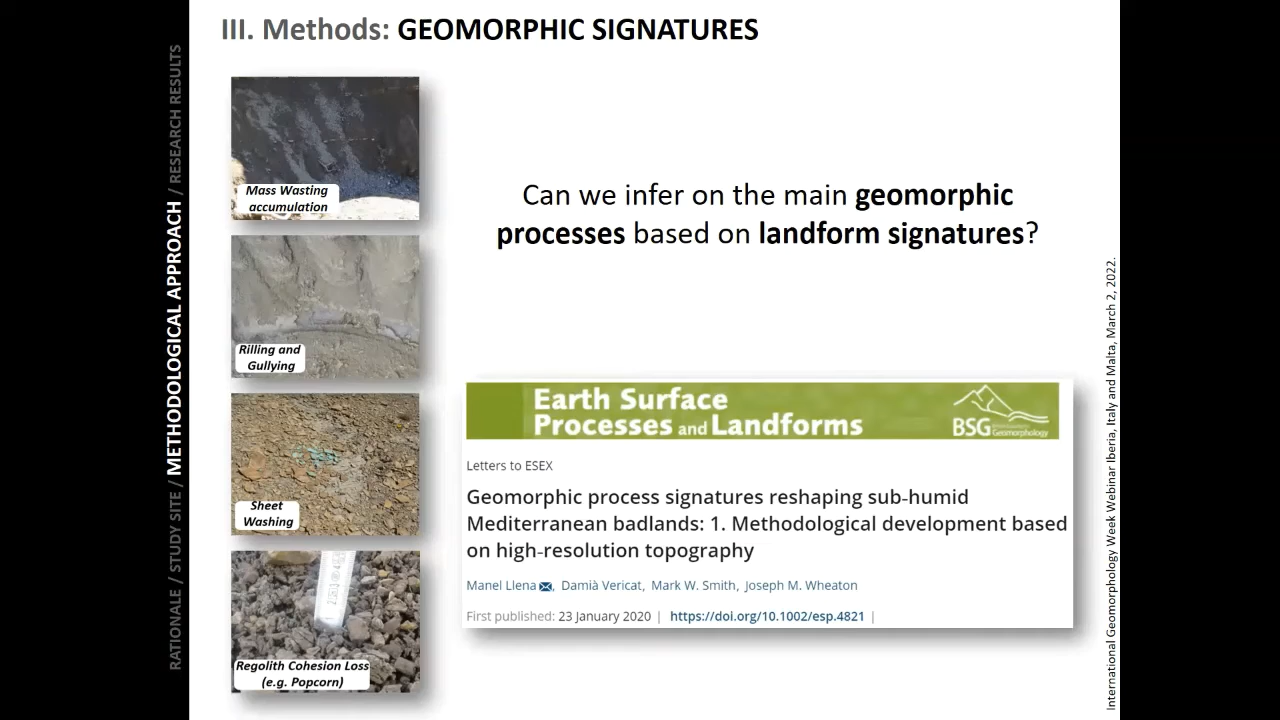 III. Methods: GEOMORPHIC SIGNATURES
RATIONALE / STUDY SITE / METHODOLOGICAL APPROACH / RESEARCH RESULTS
Mass Wasting
accumulation
Rilling and
Gullying
Sheet
Washing
Regolith Cohesion Loss
(e.g. Popcorn)
Can we infer on the main geomorphic
processes based on landform signatures?
Earth Surface
Processes and Landforms
BSG
Geomorphology
Letters to ESEX
Geomorphic process signatures reshaping sub-humid
Mediterranean badlands: 1. Methodological development based
on high-resolution topography
Manel Llena, Damià Vericat, Mark W. Smith, Joseph M. Wheaton
First published: 23 January 2020 | https://doi.org/10.1002/esp.4821 |
International Geomorphology Week Webinar Iberia, Italy and Malta, March 2, 2022.